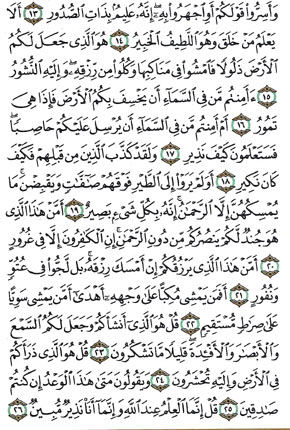 وَأَسِرُّوا۟ قَوْلَكُمْ أَوِ ٱجْهَرُوا۟ بِهِۦٓ ۖ إِنَّهُۥ عَلِيمٌۢ بِذَاتِ ٱلصُّدُورِ ١٣ أَلَا
يَعْلَمُ مَنْ خَلَقَ وَهُوَ ٱللَّطِيفُ ٱلْخَبِيرُ ١٤ هُوَ ٱلَّذِى جَعَلَ لَكُمُ
ٱلْأَرْضَ ذَلُولًا فَٱمْشُوا۟ فِى مَنَاكِبِهَا وَكُلُوا۟ مِن رِّزْقِهِۦ ۖ وَإِلَيْهِ ٱلنُّشُورُ
١٥ ءَأَمِنتُم مَّن فِى ٱلسَّمَآءِ أَن يَخْسِفَ بِكُمُ ٱلْأَرْضَ فَإِذَا هِىَ
تَمُورُ ١٦ أَمْ أَمِنتُم مَّن فِى ٱلسَّمَآءِ أَن يُرْسِلَ عَلَيْكُمْ حَاصِبًا ۖ
فَسَتَعْلَمُونَ كَيْفَ نَذِيرِ ١٧ وَلَقَدْ كَذَّبَ ٱلَّذِينَ مِن قَبْلِهِمْ فَكَيْفَ
كَانَ نَكِيرِ ١٨ أَوَلَمْ يَرَوْا۟ إِلَى ٱلطَّيْرِ فَوْقَهُمْ صَـٰٓفَّـٰتٍ وَيَقْبِضْنَ ۚ مَا
يُمْسِكُهُنَّ إِلَّا ٱلرَّحْمَـٰنُ ۚ إِنَّهُۥ بِكُلِّ شَىْءٍۭ بَصِيرٌ ١٩ أَمَّنْ هَـٰذَا ٱلَّذِى
هُوَ جُندٌ لَّكُمْ يَنصُرُكُم مِّن دُونِ ٱلرَّحْمَـٰنِ ۚ إِنِ ٱلْكَـٰفِرُونَ إِلَّا فِى غُرُورٍ
٢٠ أَمَّنْ هَـٰذَا ٱلَّذِى يَرْزُقُكُمْ إِنْ أَمْسَكَ رِزْقَهُۥ ۚ بَل لَّجُّوا۟ فِى عُتُوٍّ
وَنُفُورٍ ٢١ أَفَمَن يَمْشِى مُكِبًّا عَلَىٰ وَجْهِهِۦٓ أَهْدَىٰٓ أَمَّن يَمْشِى سَوِيًّا
عَلَىٰ صِرَٰطٍ مُّسْتَقِيمٍ ٢٢ قُلْ هُوَ ٱلَّذِىٓ أَنشَأَكُمْ وَجَعَلَ لَكُمُ ٱلسَّمْعَ
وَٱلْأَبْصَـٰرَ وَٱلْأَفْـِٔدَةَ ۖ قَلِيلًا مَّا تَشْكُرُونَ ٢٣ قُلْ هُوَ ٱلَّذِى ذَرَأَكُمْ
فِى ٱلْأَرْضِ وَإِلَيْهِ تُحْشَرُونَ ٢٤ وَيَقُولُونَ مَتَىٰ هَـٰذَا ٱلْوَعْدُ إِن كُنتُمْ
صَـٰدِقِينَ ٢٥ قُلْ إِنَّمَا ٱلْعِلْمُ عِندَ ٱللَّهِ وَإِنَّمَآ أَنَا۠ نَذِيرٌ مُّبِينٌ ٢٦